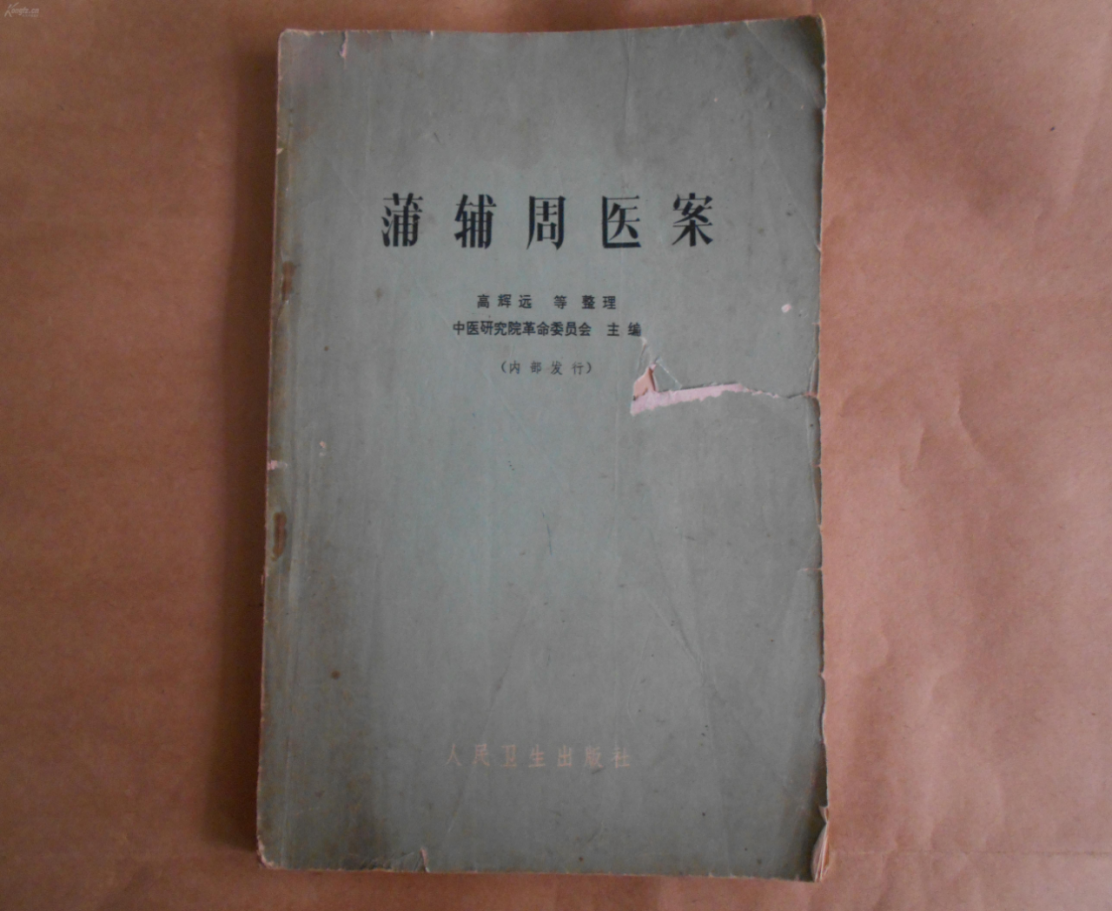 蒲辅周医案
高辉远 等 整理
中医研究院革命委员会 主编
（内部发行）
人民卫生出版社